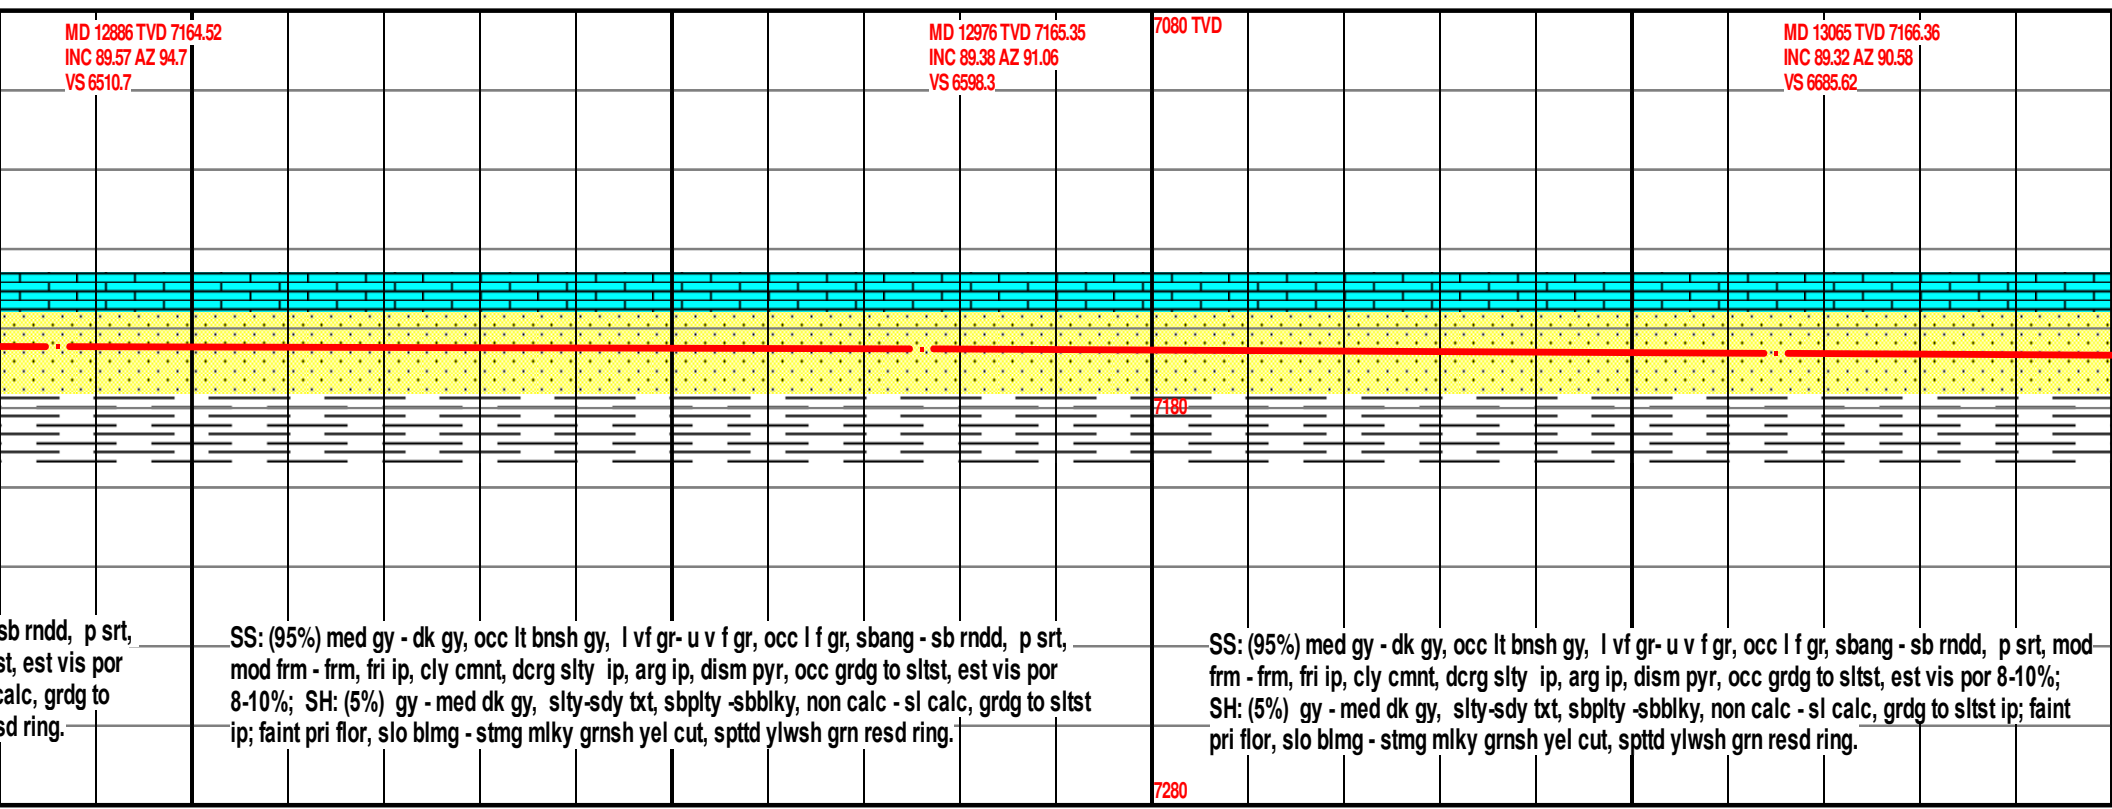 MD 12886 TVD 7164.52
INC 89.57 AZ 94.7
VS 6510.7
MD 12976 TVD 7165.35
INC 89.38 AZ 91.06
VS 6598.3
7080 TVD
MD 13065 TVD 7166.36
INC 89.32 AZ 90.58
VS 6685.62
7180
sb rndd, p srt,
st, est vis por
calc, grdg to
sd ring.
SS: (95%) med gy - dk gy, occ lt bnsh gy, l vf gr- u v f gr, occ l f gr, sbang - sb rndd, p srt,
mod frm - frm, fri ip, cly cmnt, dcrg slty ip, arg ip, dism pyr, occ grdg to sltst, est vis por
8-10%; SH: (5%) gy - med dk gy, slty-sdy txt, sbplty -sbblky, non calc - sl calc, grdg to sltst
ip; faint pri flor, slo blmg - stmg mlky grnsh yel cut, spttd ylwsh grn resd ring.
SS: (95%) med gy - dk gy, occ lt bnsh gy, l vf gr- u v f gr, occ l f gr, sbang - sb rndd, p srt, mod
frm - frm, fri ip, cly cmnt, dcrg slty ip, arg ip, dism pyr, occ grdg to sltst, est vis por 8-10%;
SH: (5%) gy - med dk gy, slty-sdy txt, sbplty -sbblky, non calc - sl calc, grdg to sltst ip; faint
pri flor, slo blmg - stmg mlky grnsh yel cut, spttd ylwsh grn resd ring.
7280